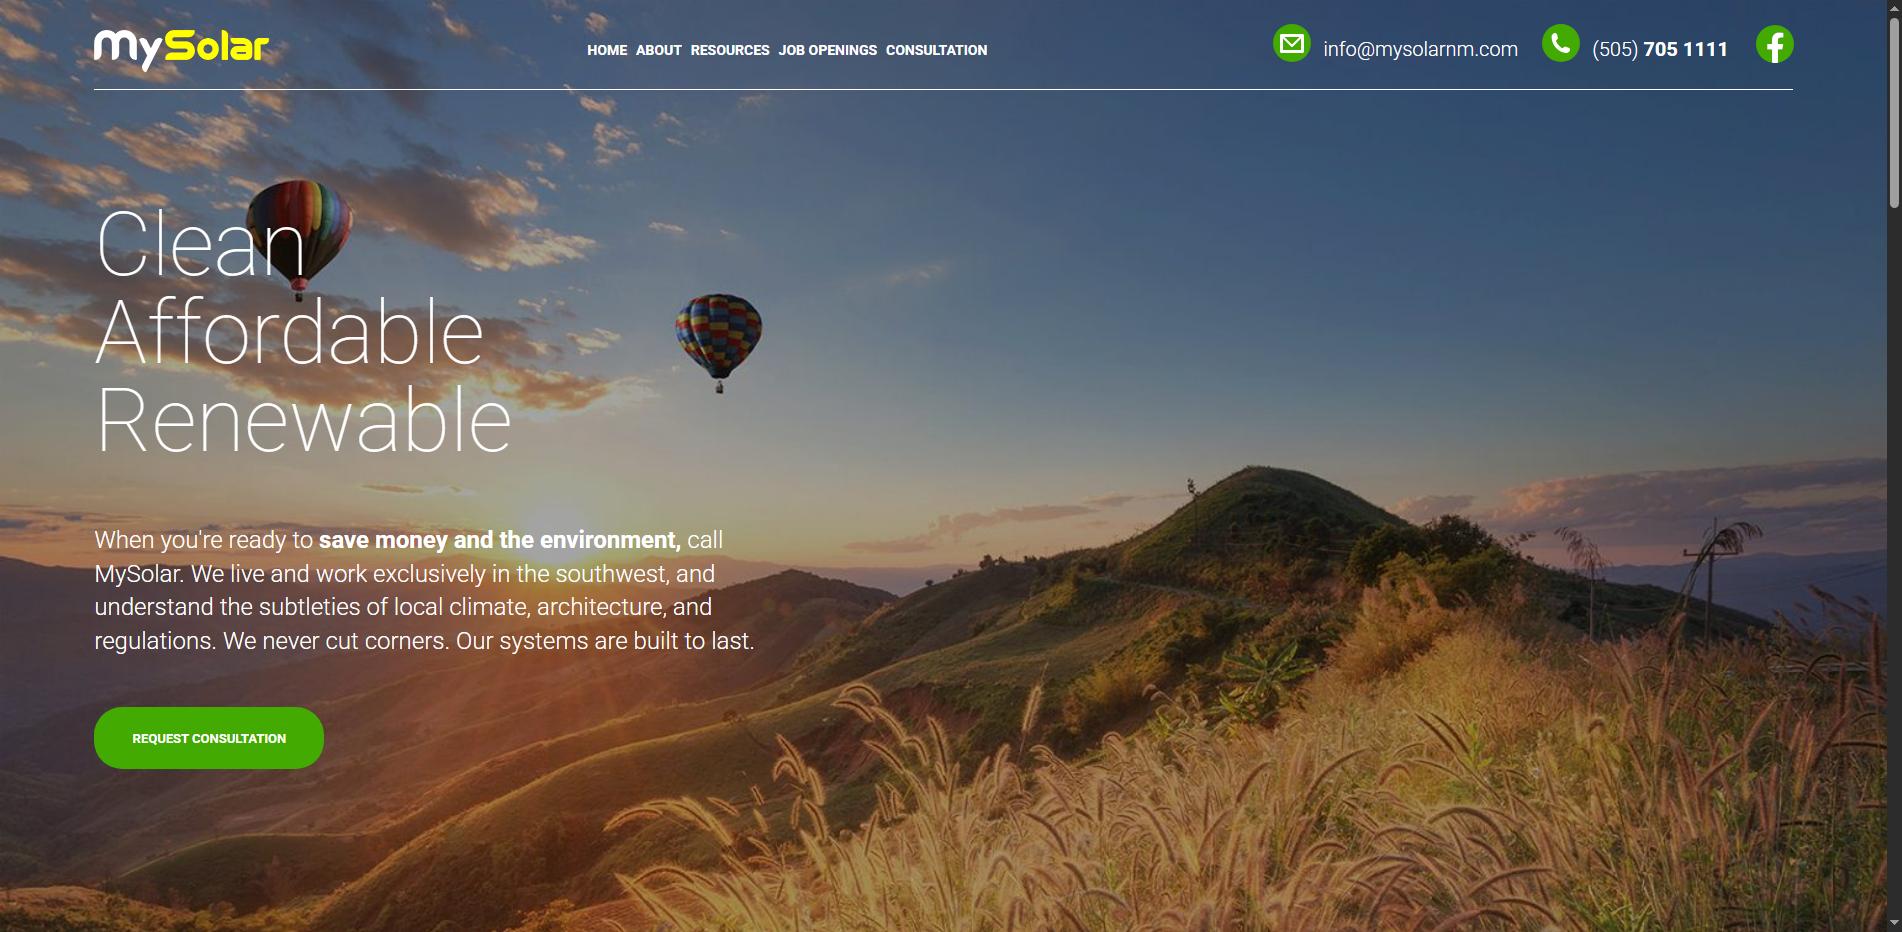 MySolar
HOME ABOUT RESOURCES JOB OPENINGS CONSULTATION
info@mysolarnm.com
(505) 705 1111
Clean
Affordable
Renewable
When you're ready to save money and the environment, call
MySolar. We live and work exclusively in the southwest, and
understand the subtleties of local climate, architecture, and
regulations. We never cut corners. Our systems are built to last.
REQUEST CONSULTATION